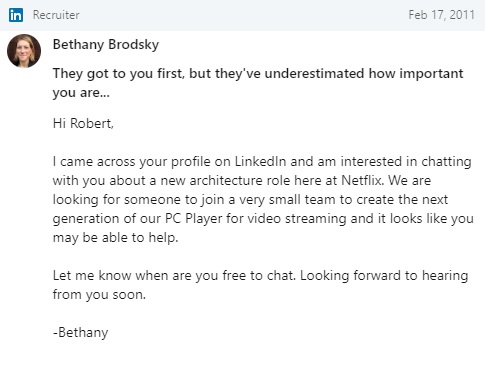 in Recruiter Feb 17, 2011
Bethany Brodsky
They got to you first, but they've underestimated how important
you are...
Hi Robert,
I came across your profile on LinkedIn and am interested in chatting
with you about a new architecture role here at Netflix. We are
looking for someone to join a very small team to create the next
generation of our PC Player for video streaming and it looks like you
may be able to help.
Let me know when are you free to chat. Looking forward to hearing
from you soon.
-Bethany